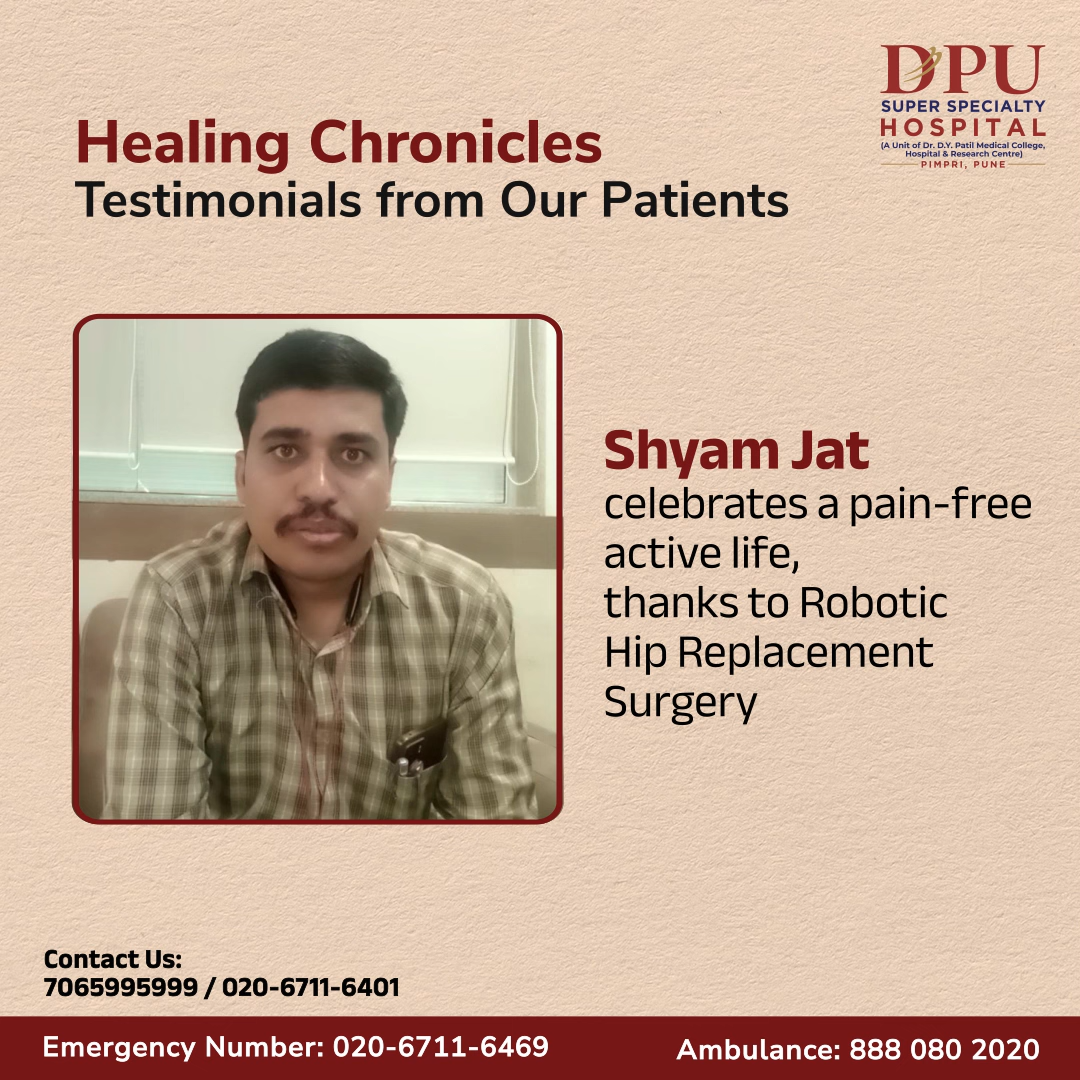 DPU
SUPER SPECIALTY
HOSPITAL
(A Unit of Dr. D.Y. Patil Medical College,
Hospital & Research Centre)
PIMPRI, PUNE
Healing Chronicles
Testimonials from Our Patients
Shyam Jat
celebrates a pain-free
active life,
thanks to Robotic
Hip Replacement
Surgery
Contact Us:
7065995999 / 020-6711-6401
Emergency Number: 020-6711-6469
Ambulance: 888 080 2020